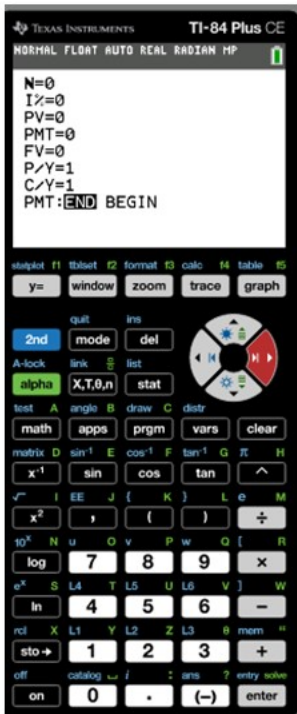 TEXAS INSTRUMENTS TI-84 Plus CE
NORMAL FLOAT AUTO REAL RADIAN MP
N=0
I%=0
PV=0
PMT=0
FV=0
P/Y=1
C/Y=1
PMT:END BEGIN
statplot f1 tblset f2 format f3 calc f4 table f5
y= window zoom trace graph
quit ins
2nd mode del
A-lock link list
alpha X,T,θ,n stat
test A angle B draw C distr
math apps prgm vars clear
matrix D sin⁻¹ E cos⁻¹ F tan⁻¹ G π H
x⁻¹ sin cos tan ^
√ I EE J { K } L e M
x² , ( ) ÷
10ˣ N u O v P w Q [ R
log 7 8 9 ×
eˣ S L4 T L5 U L6 V ] W
ln 4 5 6 −
rcl X L1 Y L2 Z L3 θ mem "
sto→ 1 2 3 +
off catalog i : ans ? entry solve
on 0 . (−) enter